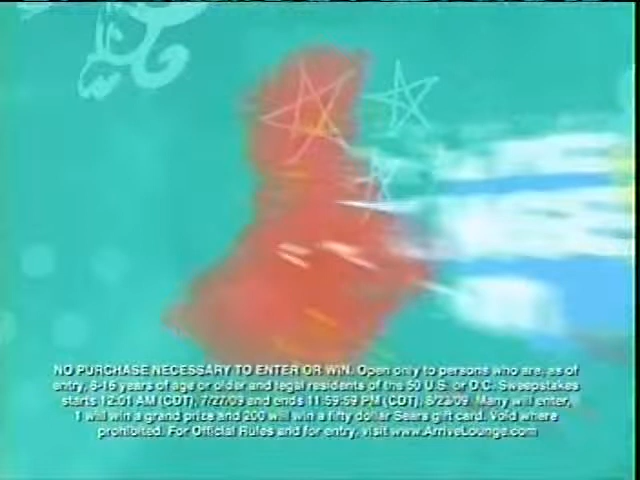 NO PURCHASE NECESSARY TO ENTER OR WIN. Open only to persons who are, as of
entry, 8-16 years of age or older and legal residents of the 50 U.S. or D.C. Sweepstakes
starts 12:01 AM (CDT), 7/27/09 and ends 11:59:59 PM (CDT), 8/23/09. Many will enter,
1 will win a grand prize and 200 will win a fifty dollar Sears gift card. Void where
prohibited. For Official Rules and for entry, visit www.ArriveLounge.com